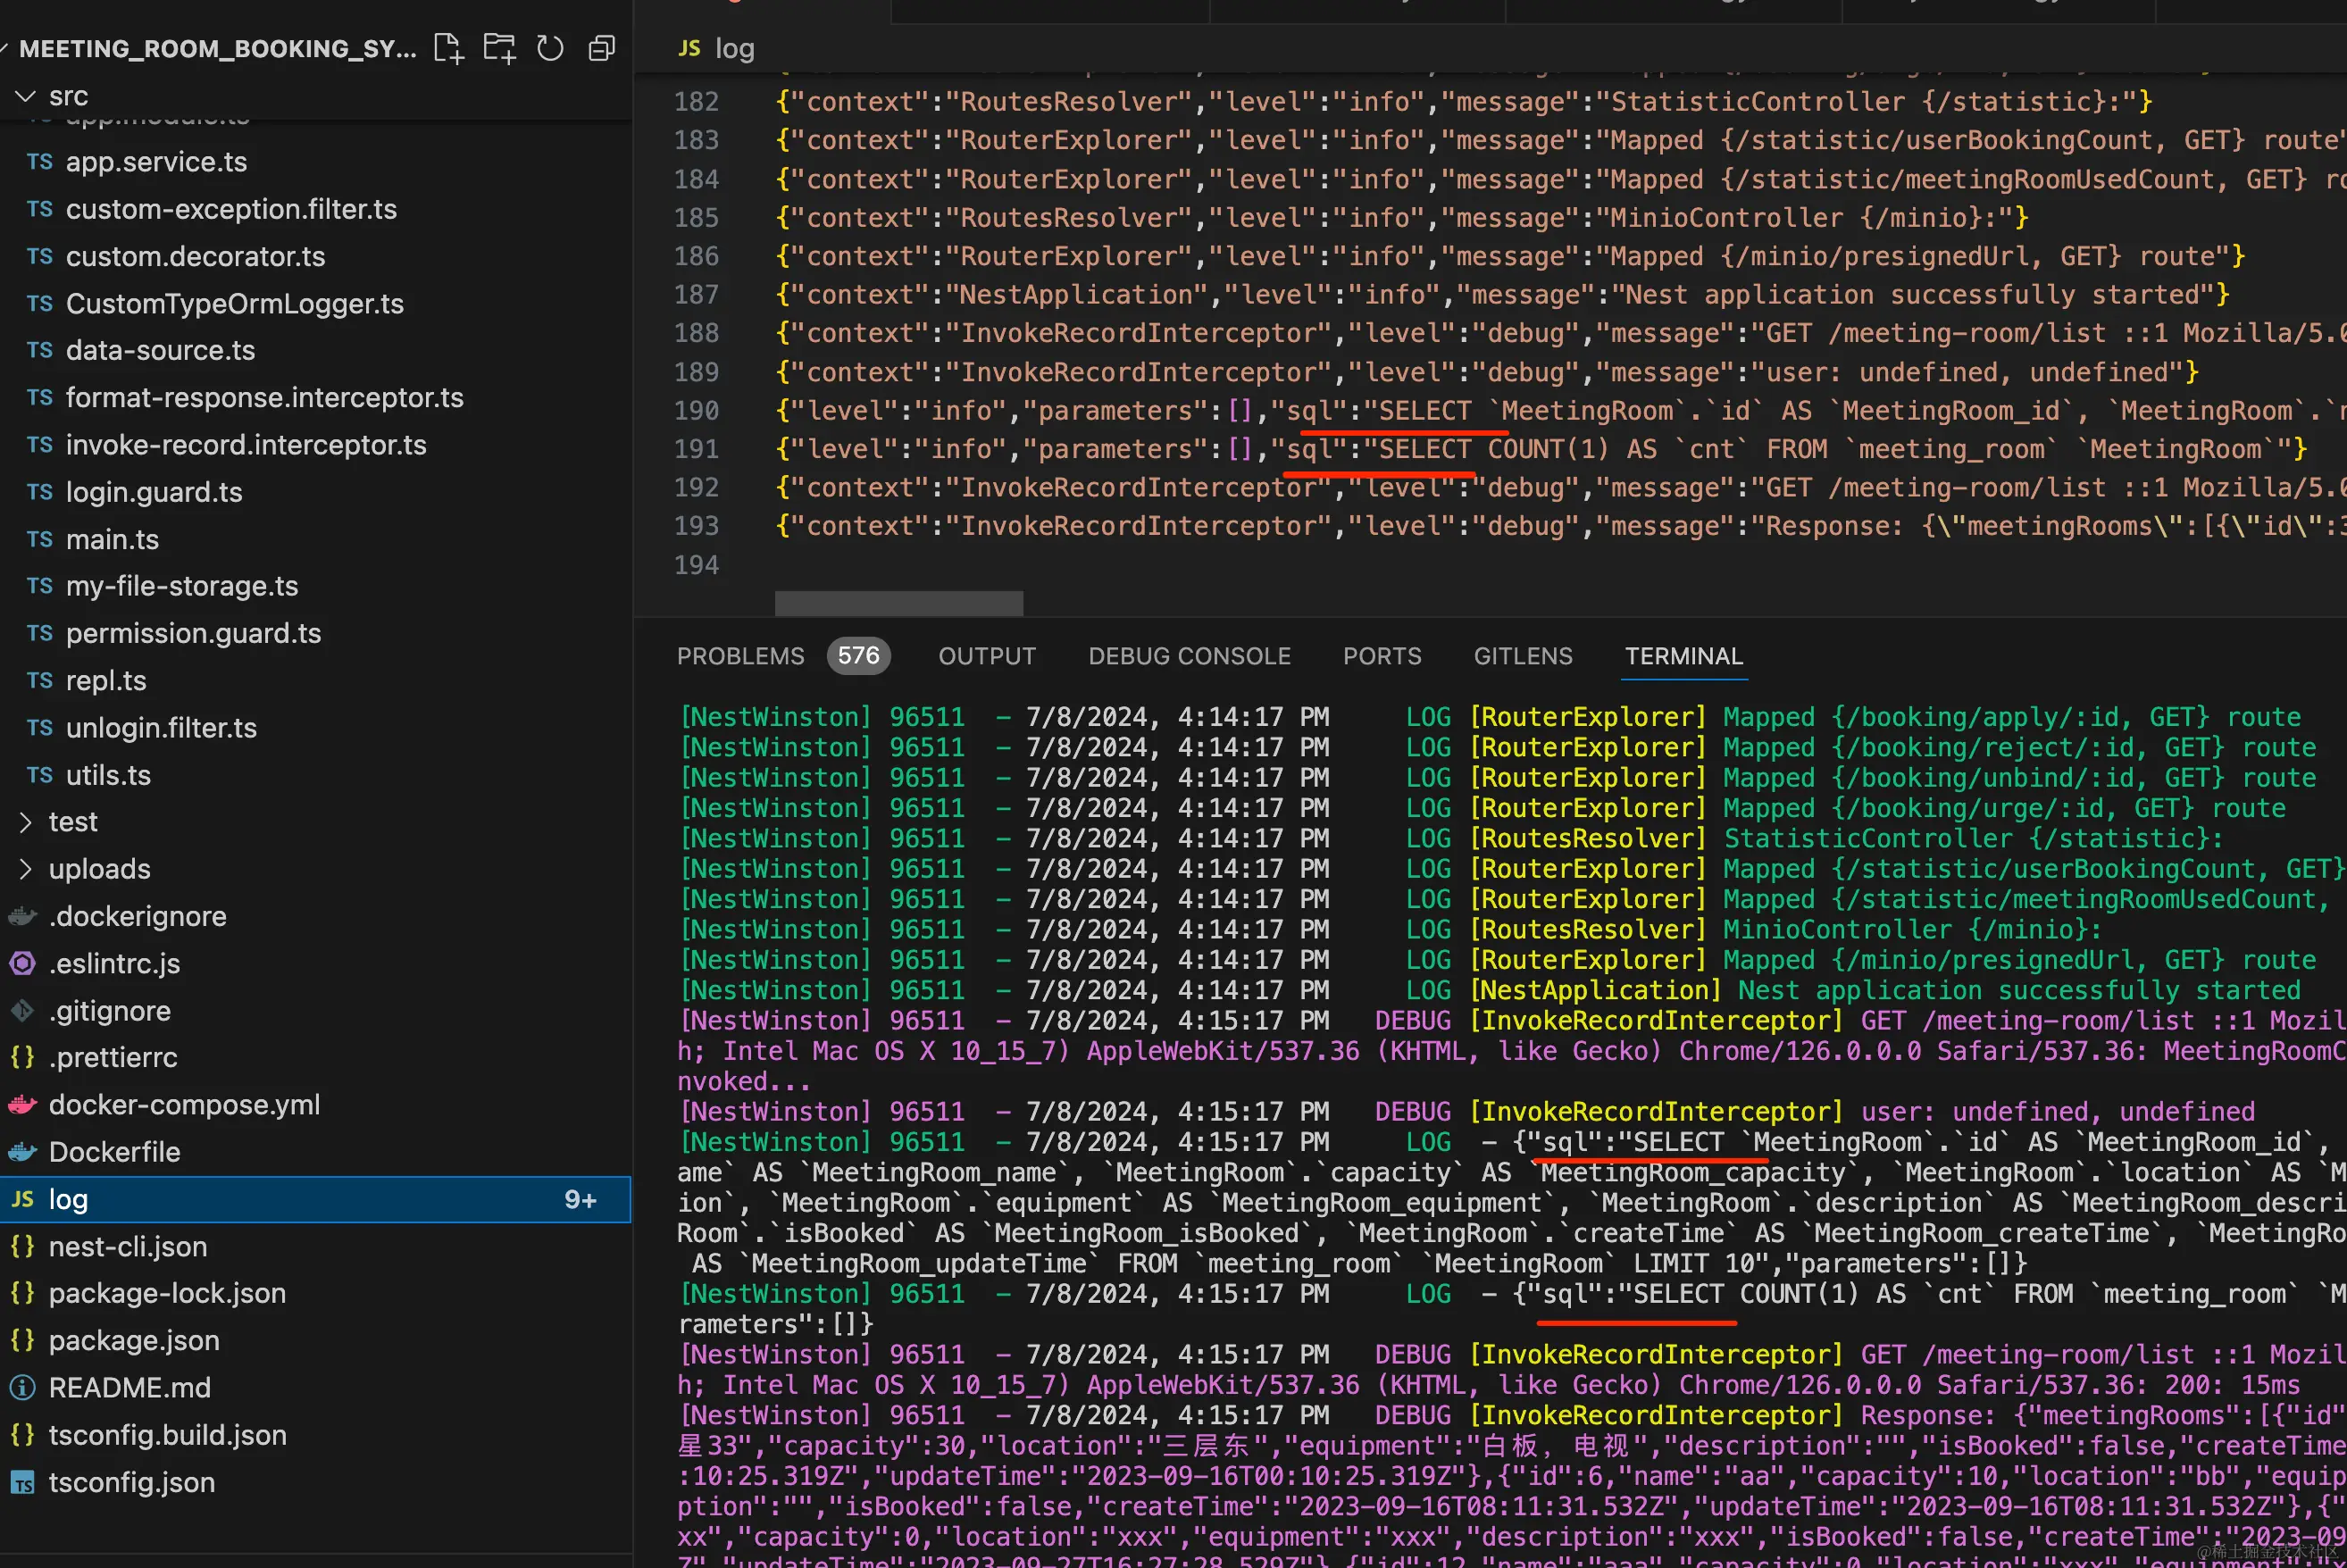 MEETING_ROOM_BOOKING_SY...
src
app.module.ts
TS app.service.ts
TS custom-exception.filter.ts
TS custom.decorator.ts
TS CustomTypeOrmLogger.ts
TS data-source.ts
TS format-response.interceptor.ts
TS invoke-record.interceptor.ts
TS login.guard.ts
TS main.ts
TS my-file-storage.ts
TS permission.guard.ts
TS repl.ts
TS unlogin.filter.ts
TS utils.ts
test
uploads
.dockerignore
.eslintrc.js
.gitignore
{} .prettierrc
docker-compose.yml
Dockerfile
JS log 9+
{} nest-cli.json
{} package-lock.json
{} package.json
README.md
{} tsconfig.build.json
TS tsconfig.json
JS log
182 {"context":"RoutesResolver","level":"info","message":"StatisticController {/statistic}:"}
183 {"context":"RouterExplorer","level":"info","message":"Mapped {/statistic/userBookingCount, GET} route"
184 {"context":"RouterExplorer","level":"info","message":"Mapped {/statistic/meetingRoomUsedCount, GET} ro
185 {"context":"RoutesResolver","level":"info","message":"MinioController {/minio}:"}
186 {"context":"RouterExplorer","level":"info","message":"Mapped {/minio/presignedUrl, GET} route"}
187 {"context":"NestApplication","level":"info","message":"Nest application successfully started"}
188 {"context":"InvokeRecordInterceptor","level":"debug","message":"GET /meeting-room/list ::1 Mozilla/5.0
189 {"context":"InvokeRecordInterceptor","level":"debug","message":"user: undefined, undefined"}
190 {"level":"info","parameters":[],"sql":"SELECT `MeetingRoom`.`id` AS `MeetingRoom_id`, `MeetingRoom`.`n
191 {"level":"info","parameters":[],"sql":"SELECT COUNT(1) AS `cnt` FROM `meeting_room` `MeetingRoom`"}
192 {"context":"InvokeRecordInterceptor","level":"debug","message":"GET /meeting-room/list ::1 Mozilla/5.0
193 {"context":"InvokeRecordInterceptor","level":"debug","message":"Response: {\"meetingRooms\":[{\"id\":3
194
PROBLEMS 576 OUTPUT DEBUG CONSOLE PORTS GITLENS TERMINAL
[NestWinston] 96511 - 7/8/2024, 4:14:17 PM LOG [RouterExplorer] Mapped {/booking/apply/:id, GET} route
[NestWinston] 96511 - 7/8/2024, 4:14:17 PM LOG [RouterExplorer] Mapped {/booking/reject/:id, GET} route
[NestWinston] 96511 - 7/8/2024, 4:14:17 PM LOG [RouterExplorer] Mapped {/booking/unbind/:id, GET} route
[NestWinston] 96511 - 7/8/2024, 4:14:17 PM LOG [RouterExplorer] Mapped {/booking/urge/:id, GET} route
[NestWinston] 96511 - 7/8/2024, 4:14:17 PM LOG [RoutesResolver] StatisticController {/statistic}:
[NestWinston] 96511 - 7/8/2024, 4:14:17 PM LOG [RouterExplorer] Mapped {/statistic/userBookingCount, GET}
[NestWinston] 96511 - 7/8/2024, 4:14:17 PM LOG [RouterExplorer] Mapped {/statistic/meetingRoomUsedCount,
[NestWinston] 96511 - 7/8/2024, 4:14:17 PM LOG [RoutesResolver] MinioController {/minio}:
[NestWinston] 96511 - 7/8/2024, 4:14:17 PM LOG [RouterExplorer] Mapped {/minio/presignedUrl, GET} route
[NestWinston] 96511 - 7/8/2024, 4:14:17 PM LOG [NestApplication] Nest application successfully started
[NestWinston] 96511 - 7/8/2024, 4:15:17 PM DEBUG [InvokeRecordInterceptor] GET /meeting-room/list ::1 Mozil
h; Intel Mac OS X 10_15_7) AppleWebKit/537.36 (KHTML, like Gecko) Chrome/126.0.0.0 Safari/537.36: MeetingRoomC
nvoked...
[NestWinston] 96511 - 7/8/2024, 4:15:17 PM DEBUG [InvokeRecordInterceptor] user: undefined, undefined
[NestWinston] 96511 - 7/8/2024, 4:15:17 PM LOG - {"sql":"SELECT `MeetingRoom`.`id` AS `MeetingRoom_id`,
ame` AS `MeetingRoom_name`, `MeetingRoom`.`capacity` AS `MeetingRoom_capacity`, `MeetingRoom`.`location` AS `M
ion`, `MeetingRoom`.`equipment` AS `MeetingRoom_equipment`, `MeetingRoom`.`description` AS `MeetingRoom_descri
Room`.`isBooked` AS `MeetingRoom_isBooked`, `MeetingRoom`.`createTime` AS `MeetingRoom_createTime`, `MeetingRo
AS `MeetingRoom_updateTime` FROM `meeting_room` `MeetingRoom` LIMIT 10","parameters":[]}
[NestWinston] 96511 - 7/8/2024, 4:15:17 PM LOG - {"sql":"SELECT COUNT(1) AS `cnt` FROM `meeting_room` `M
rameters":[]}
[NestWinston] 96511 - 7/8/2024, 4:15:17 PM DEBUG [InvokeRecordInterceptor] GET /meeting-room/list ::1 Mozil
h; Intel Mac OS X 10_15_7) AppleWebKit/537.36 (KHTML, like Gecko) Chrome/126.0.0.0 Safari/537.36: 200: 15ms
[NestWinston] 96511 - 7/8/2024, 4:15:17 PM DEBUG [InvokeRecordInterceptor] Response: {"meetingRooms":[{"id"
星33","capacity":30,"location":"三层东","equipment":"白板，电视","description":"","isBooked":false,"createTime
:10:25.319Z","updateTime":"2023-09-16T00:10:25.319Z"},{"id":6,"name":"aa","capacity":10,"location":"bb","equip
ption":"","isBooked":false,"createTime":"2023-09-16T08:11:31.532Z","updateTime":"2023-09-16T08:11:31.532Z"},{"
xx","capacity":0,"location":"xxx","equipment":"xxx","description":"xxx","isBooked":false,"createTime":"2023-09
@稀土掘金技术社区